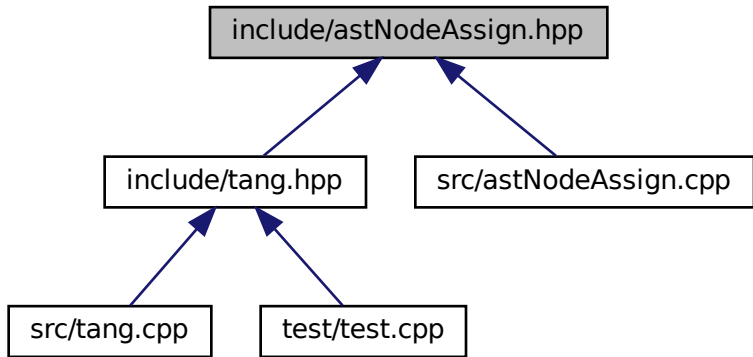 include/astNodeAssign.hpp
include/tang.hpp
src/astNodeAssign.cpp
src/tang.cpp
test/test.cpp